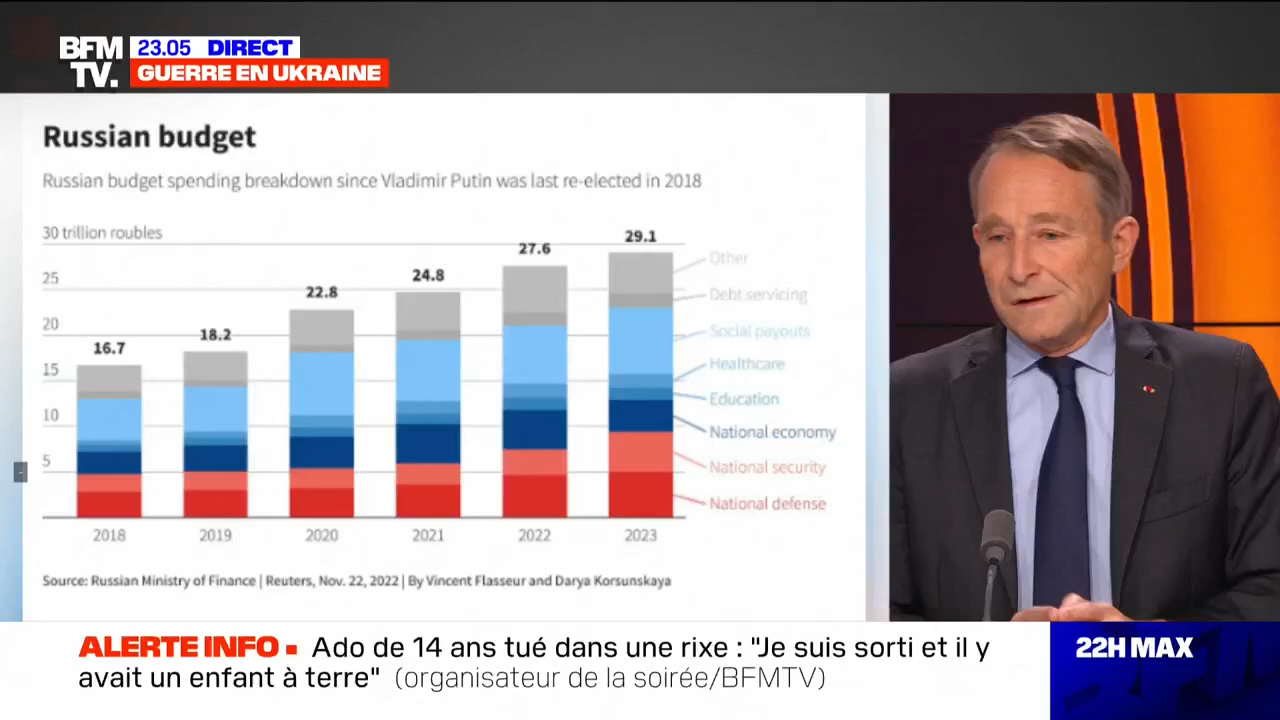 BFM
TV.
23.05 DIRECT
GUERRE EN UKRAINE
Russian budget
Russian budget spending breakdown since Vladimir Putin was last re-elected in 2018
30 trillion roubles
25
20
15
10
5
16.7
18.2
22.8
24.8
27.6
29.1
Other
Debt servicing
Social payouts
Healthcare
Education
National economy
National security
National defense
2018 2019 2020 2021 2022 2023
Source: Russian Ministry of Finance | Reuters, Nov. 22, 2022 | By Vincent Flasseur and Darya Korsunskaya
ALERTE INFO Ado de 14 ans tué dans une rixe : "Je suis sorti et il y
avait un enfant à terre" (organisateur de la soirée/BFMTV)
22H MAX